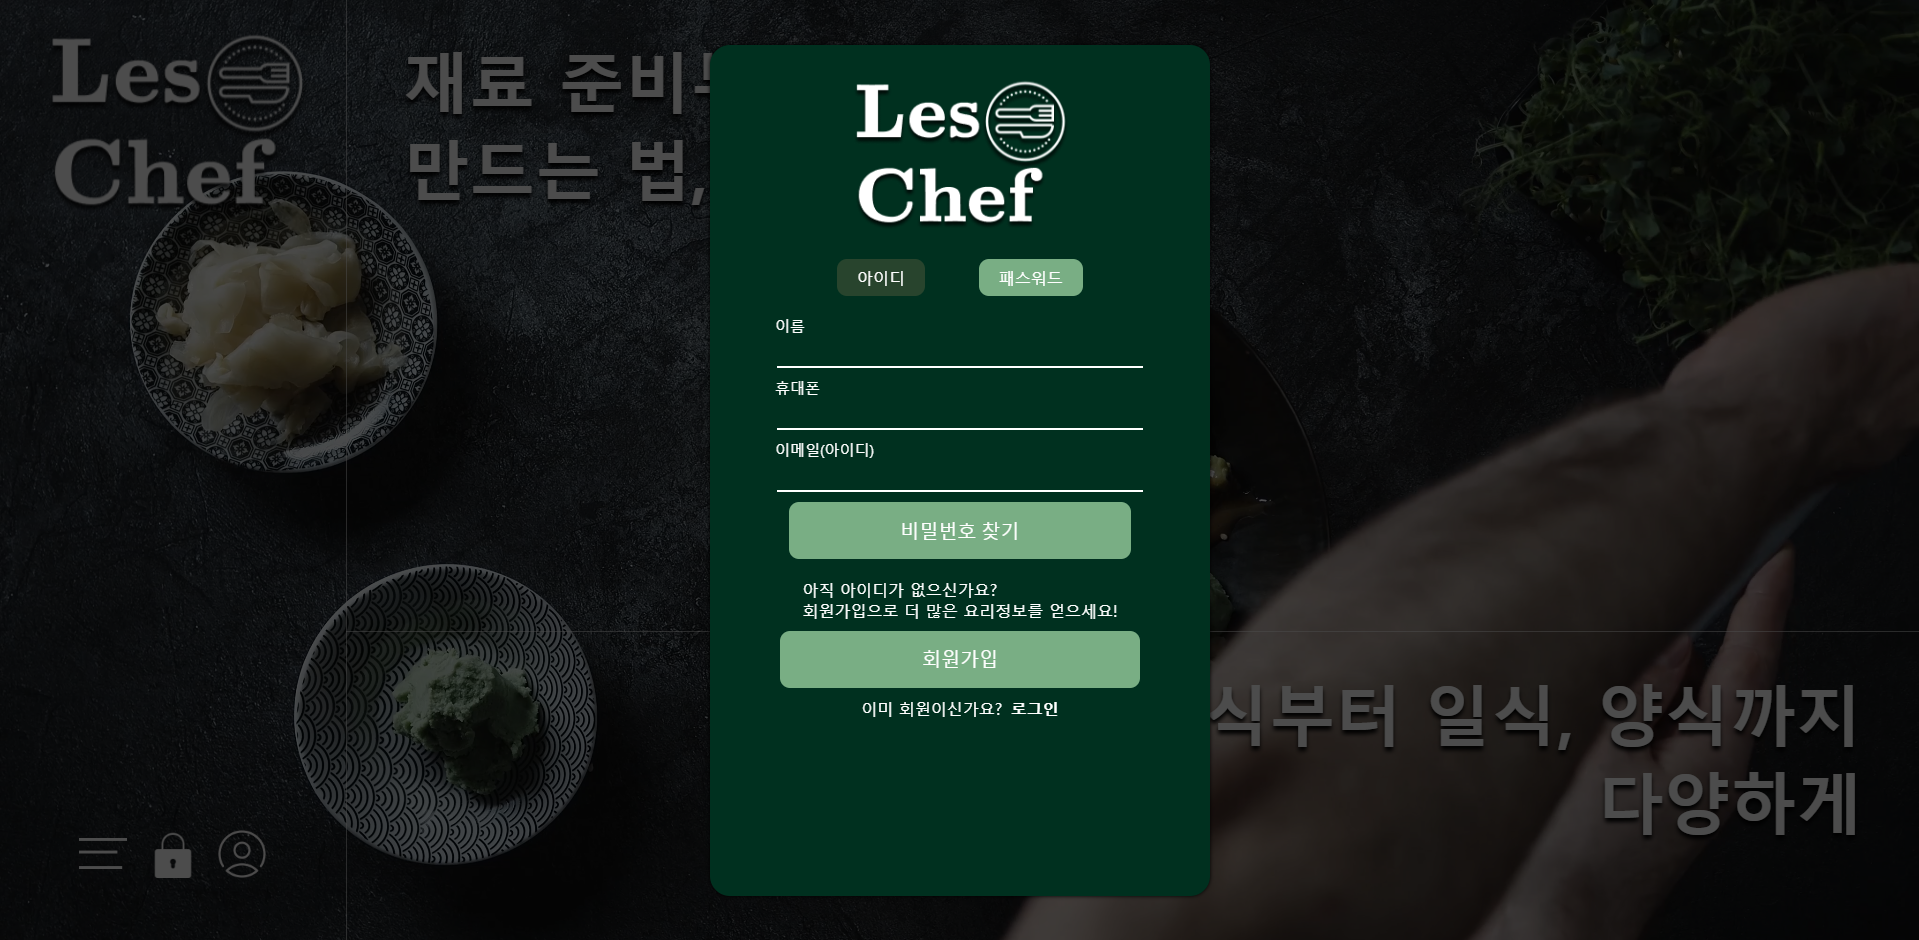 Les
Chef
재료 준비
만드는 법,
Les
Chef
아이디
패스워드
이름
휴대폰
이메일(아이디)
비밀번호 찾기
아직 아이디가 없으신가요?
회원가입으로 더 많은 요리정보를 얻으세요!
회원가입
이미 회원이신가요? 로그인
식부터 일식, 양식까지
다양하게